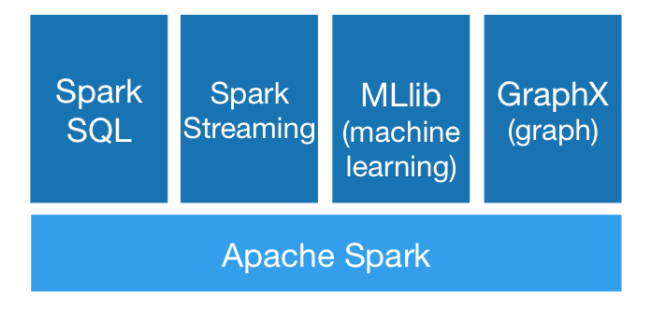 Spark
SQL
Spark
Streaming
MLlib
(machine
learning)
GraphX
(graph)
Apache Spark